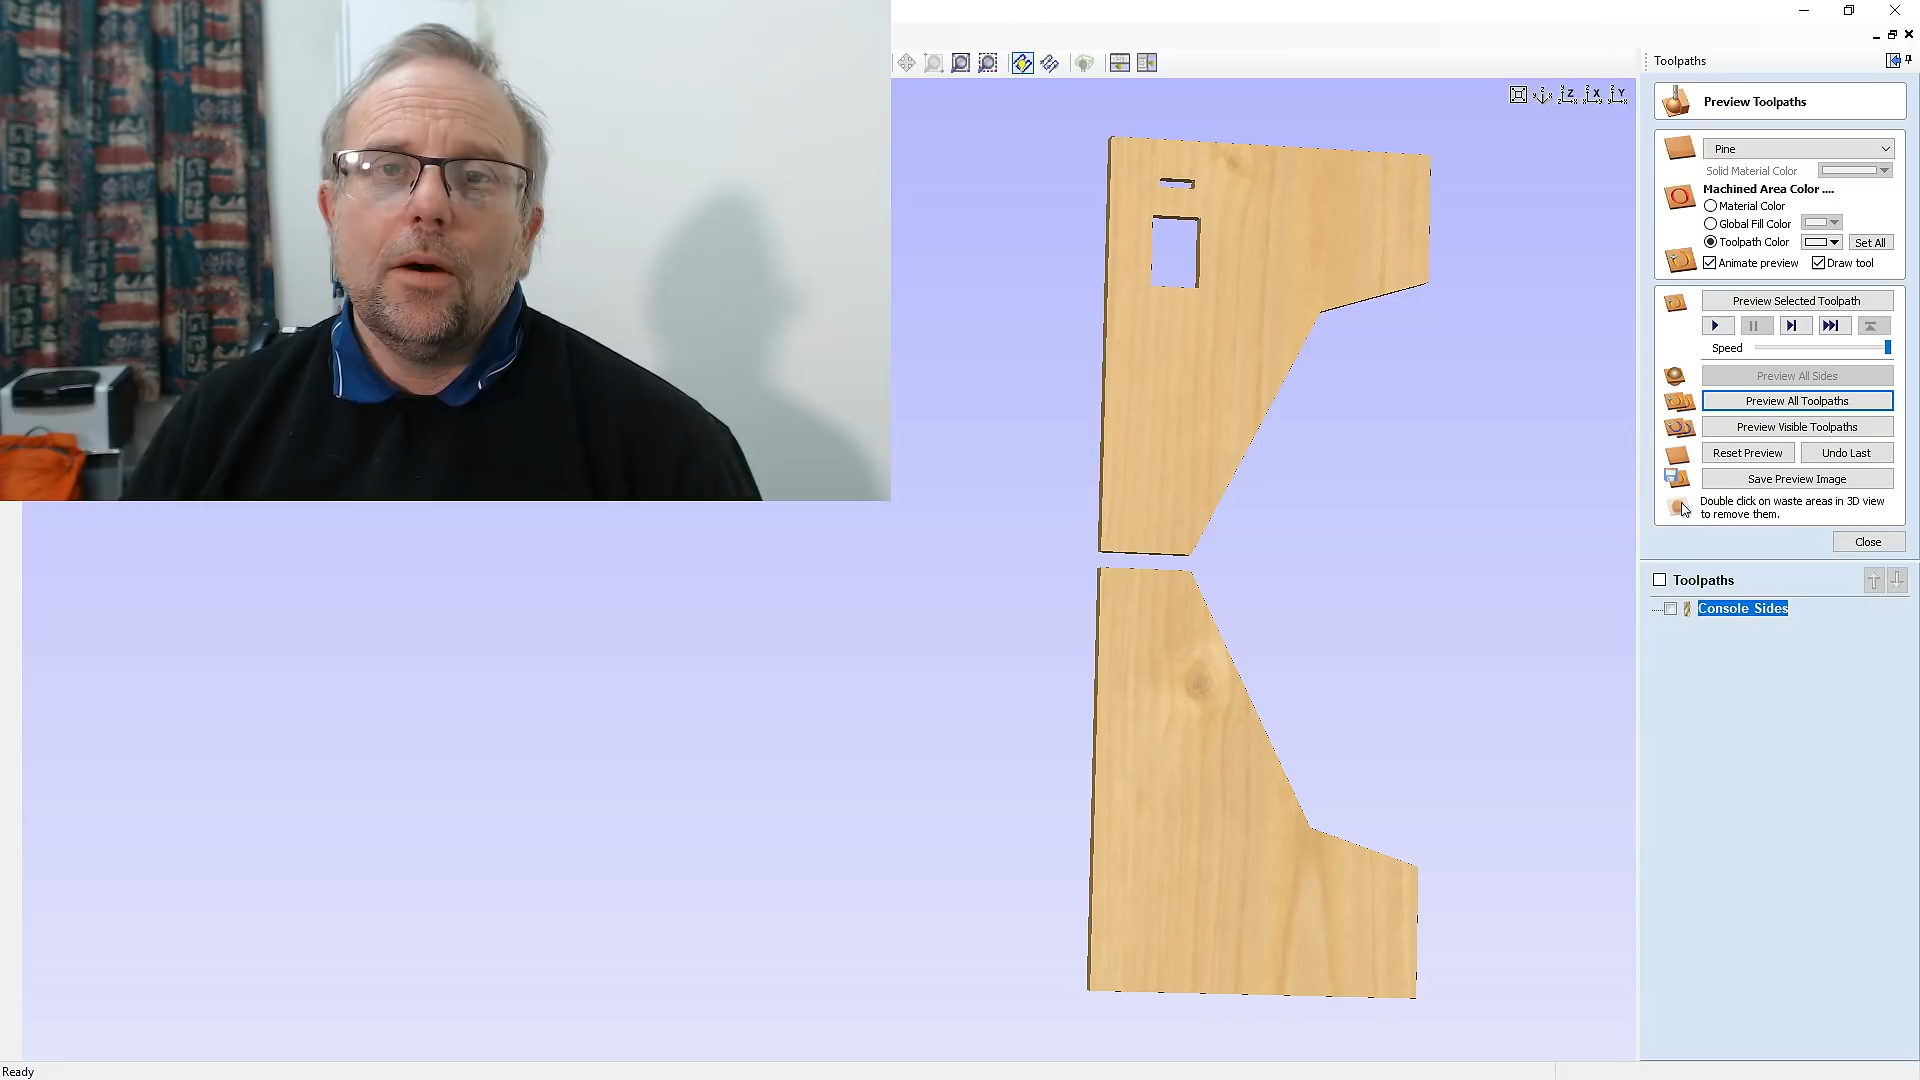 Toolpaths
Z X Y
Preview Toolpaths
Pine
Solid Material Color
Machined Area Color ....
Material Color
Global Fill Color
Toolpath Color
Set All
Animate preview
Draw tool
Preview Selected Toolpath
Speed
Preview All Sides
Preview All Toolpaths
Preview Visible Toolpaths
Reset Preview
Undo Last
Save Preview Image
Double click on waste areas in 3D view
to remove them.
Close
Toolpaths
Console Sides
Ready